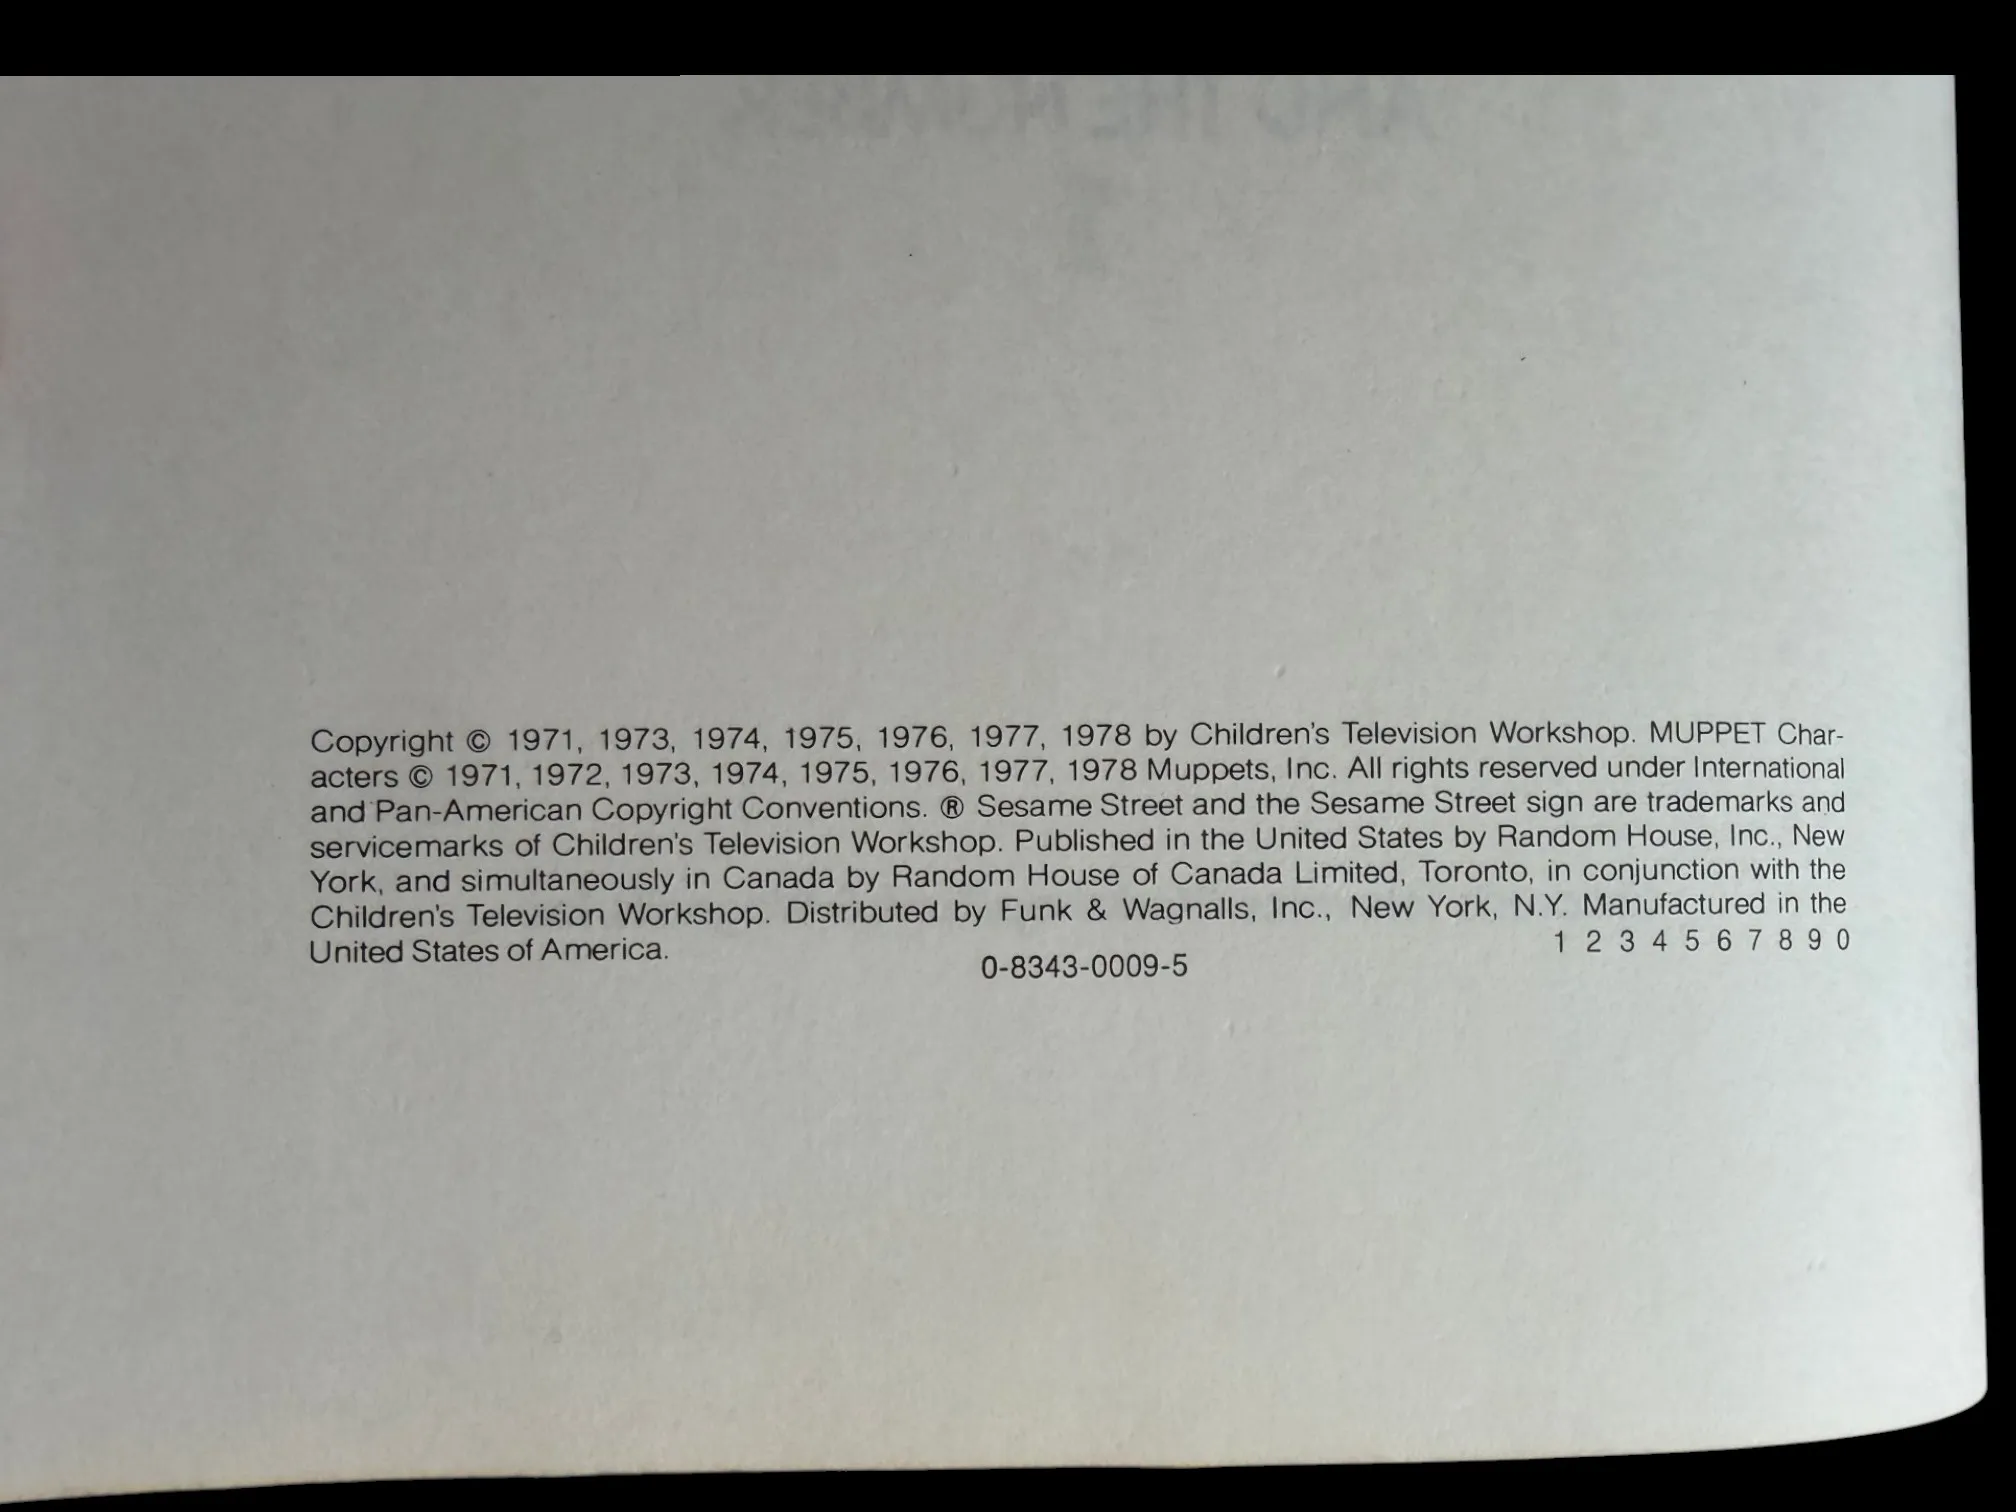 AND THE NUMBER
Copyright © 1971, 1973, 1974, 1975, 1976, 1977, 1978 by Children's Television Workshop. MUPPET Char-
acters © 1971, 1972, 1973, 1974, 1975, 1976, 1977, 1978 Muppets, Inc. All rights reserved under International
and Pan-American Copyright Conventions. ® Sesame Street and the Sesame Street sign are trademarks and
servicemarks of Children's Television Workshop. Published in the United States by Random House, Inc., New
York, and simultaneously in Canada by Random House of Canada Limited, Toronto, in conjunction with the
Children's Television Workshop. Distributed by Funk & Wagnalls, Inc., New York, N.Y. Manufactured in the
United States of America.
1 2 3 4 5 6 7 8 9 0
0-8343-0009-5